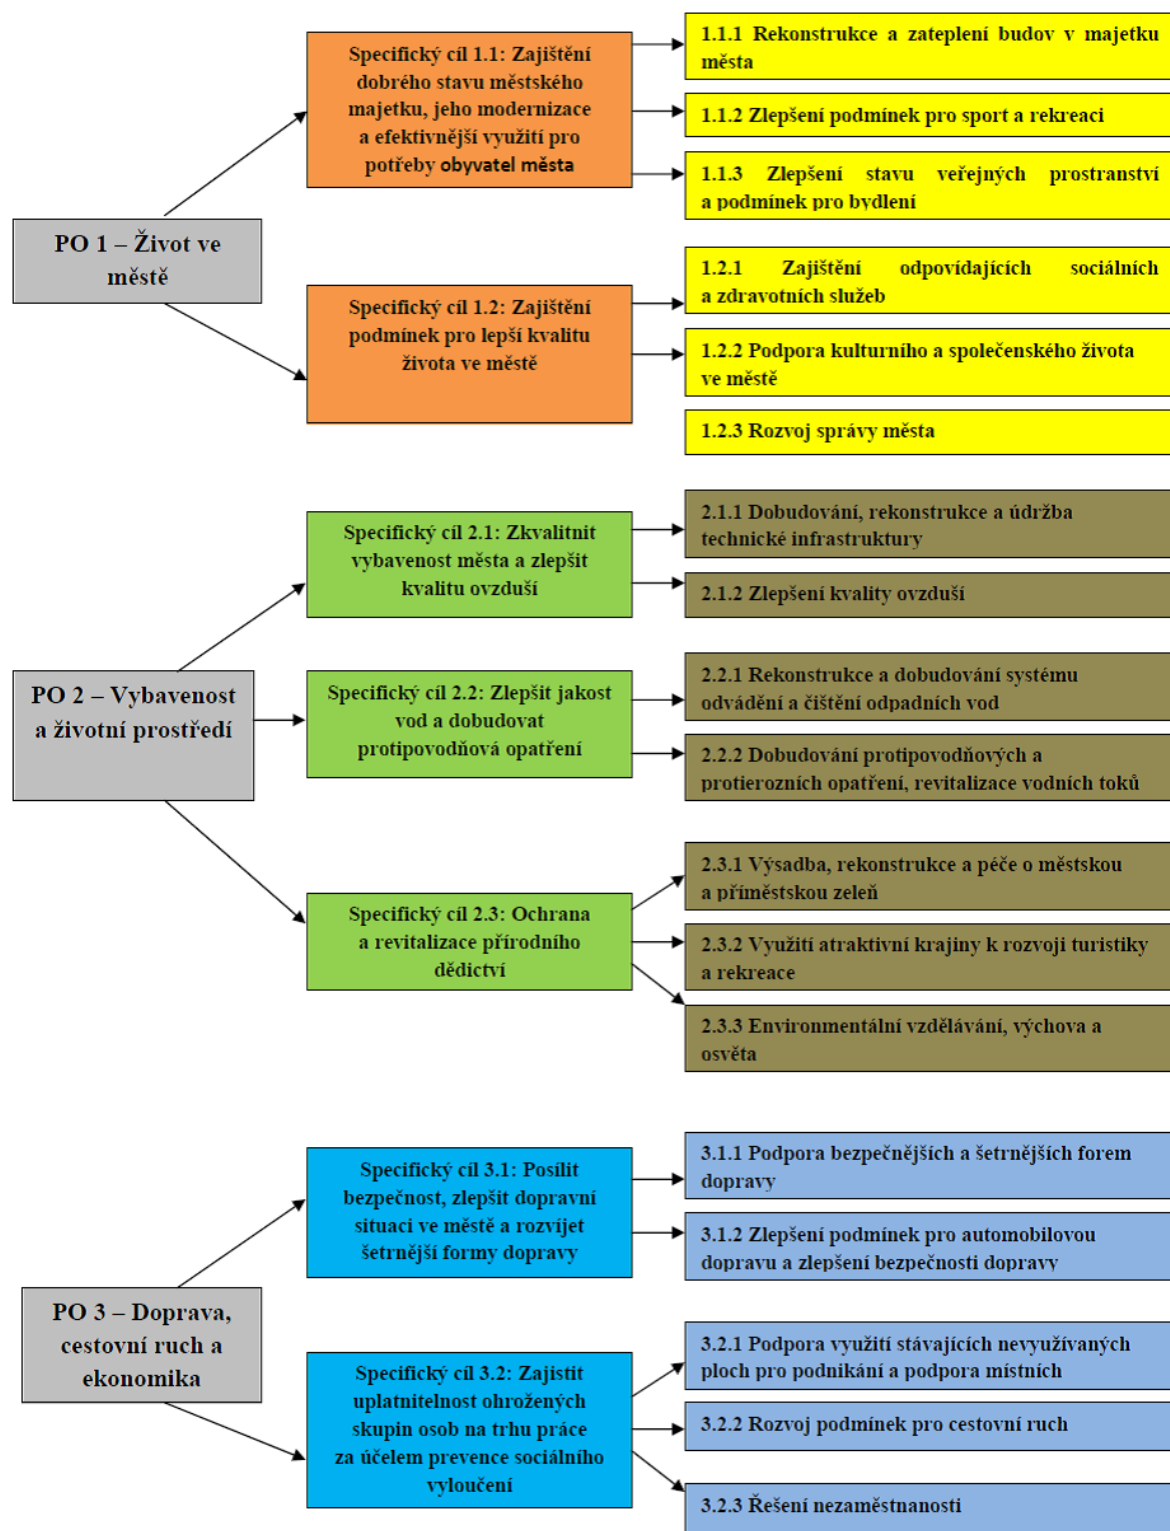 PO 1 – Život ve
městě
Specifický cíl 1.1: Zajištění
dobrého stavu městského
majetku, jeho modernizace
a efektivnější využití pro
potřeby obyvatel města
1.1.1 Rekonstrukce a zateplení budov v majetku
města
1.1.2 Zlepšení podmínek pro sport a rekreaci
1.1.3 Zlepšení stavu veřejných prostranství
a podmínek pro bydlení
Specifický cíl 1.2: Zajištění
podmínek pro lepší kvalitu
života ve městě
1.2.1 Zajištění odpovídajících sociálních
a zdravotních služeb
1.2.2 Podpora kulturního a společenského života
ve městě
1.2.3 Rozvoj správy města
PO 2 – Vybavenost
a životní prostředí
Specifický cíl 2.1: Zkvalitnit
vybavenost města a zlepšit
kvalitu ovzduší
2.1.1 Dobudování, rekonstrukce a údržba
technické infrastruktury
2.1.2 Zlepšení kvality ovzduší
Specifický cíl 2.2: Zlepšit jakost
vod a dobudovat
protipovodňová opatření
2.2.1 Rekonstrukce a dobudování systému
odvádění a čištění odpadních vod
2.2.2 Dobudování protipovodňových a
protierozních opatření, revitalizace vodních toků
Specifický cíl 2.3: Ochrana
a revitalizace přírodního
dědictví
2.3.1 Výsadba, rekonstrukce a péče o městskou
a příměstskou zeleň
2.3.2 Využití atraktivní krajiny k rozvoji turistiky
a rekreace
2.3.3 Environmentální vzdělávání, výchova a
osvěta
PO 3 – Doprava,
cestovní ruch a
ekonomika
Specifický cíl 3.1: Posílit
bezpečnost, zlepšit dopravní
situaci ve městě a rozvíjet
šetrnější formy dopravy
3.1.1 Podpora bezpečnějších a šetrnějších forem
dopravy
3.1.2 Zlepšení podmínek pro automobilovou
dopravu a zlepšení bezpečnosti dopravy
Specifický cíl 3.2: Zajistit
uplatnitelnost ohrožených
skupin osob na trhu práce
za účelem prevence sociálního
vyloučení
3.2.1 Podpora využití stávajících nevyužívaných
ploch pro podnikání a podpora místních
3.2.2 Rozvoj podmínek pro cestovní ruch
3.2.3 Řešení nezaměstnanosti